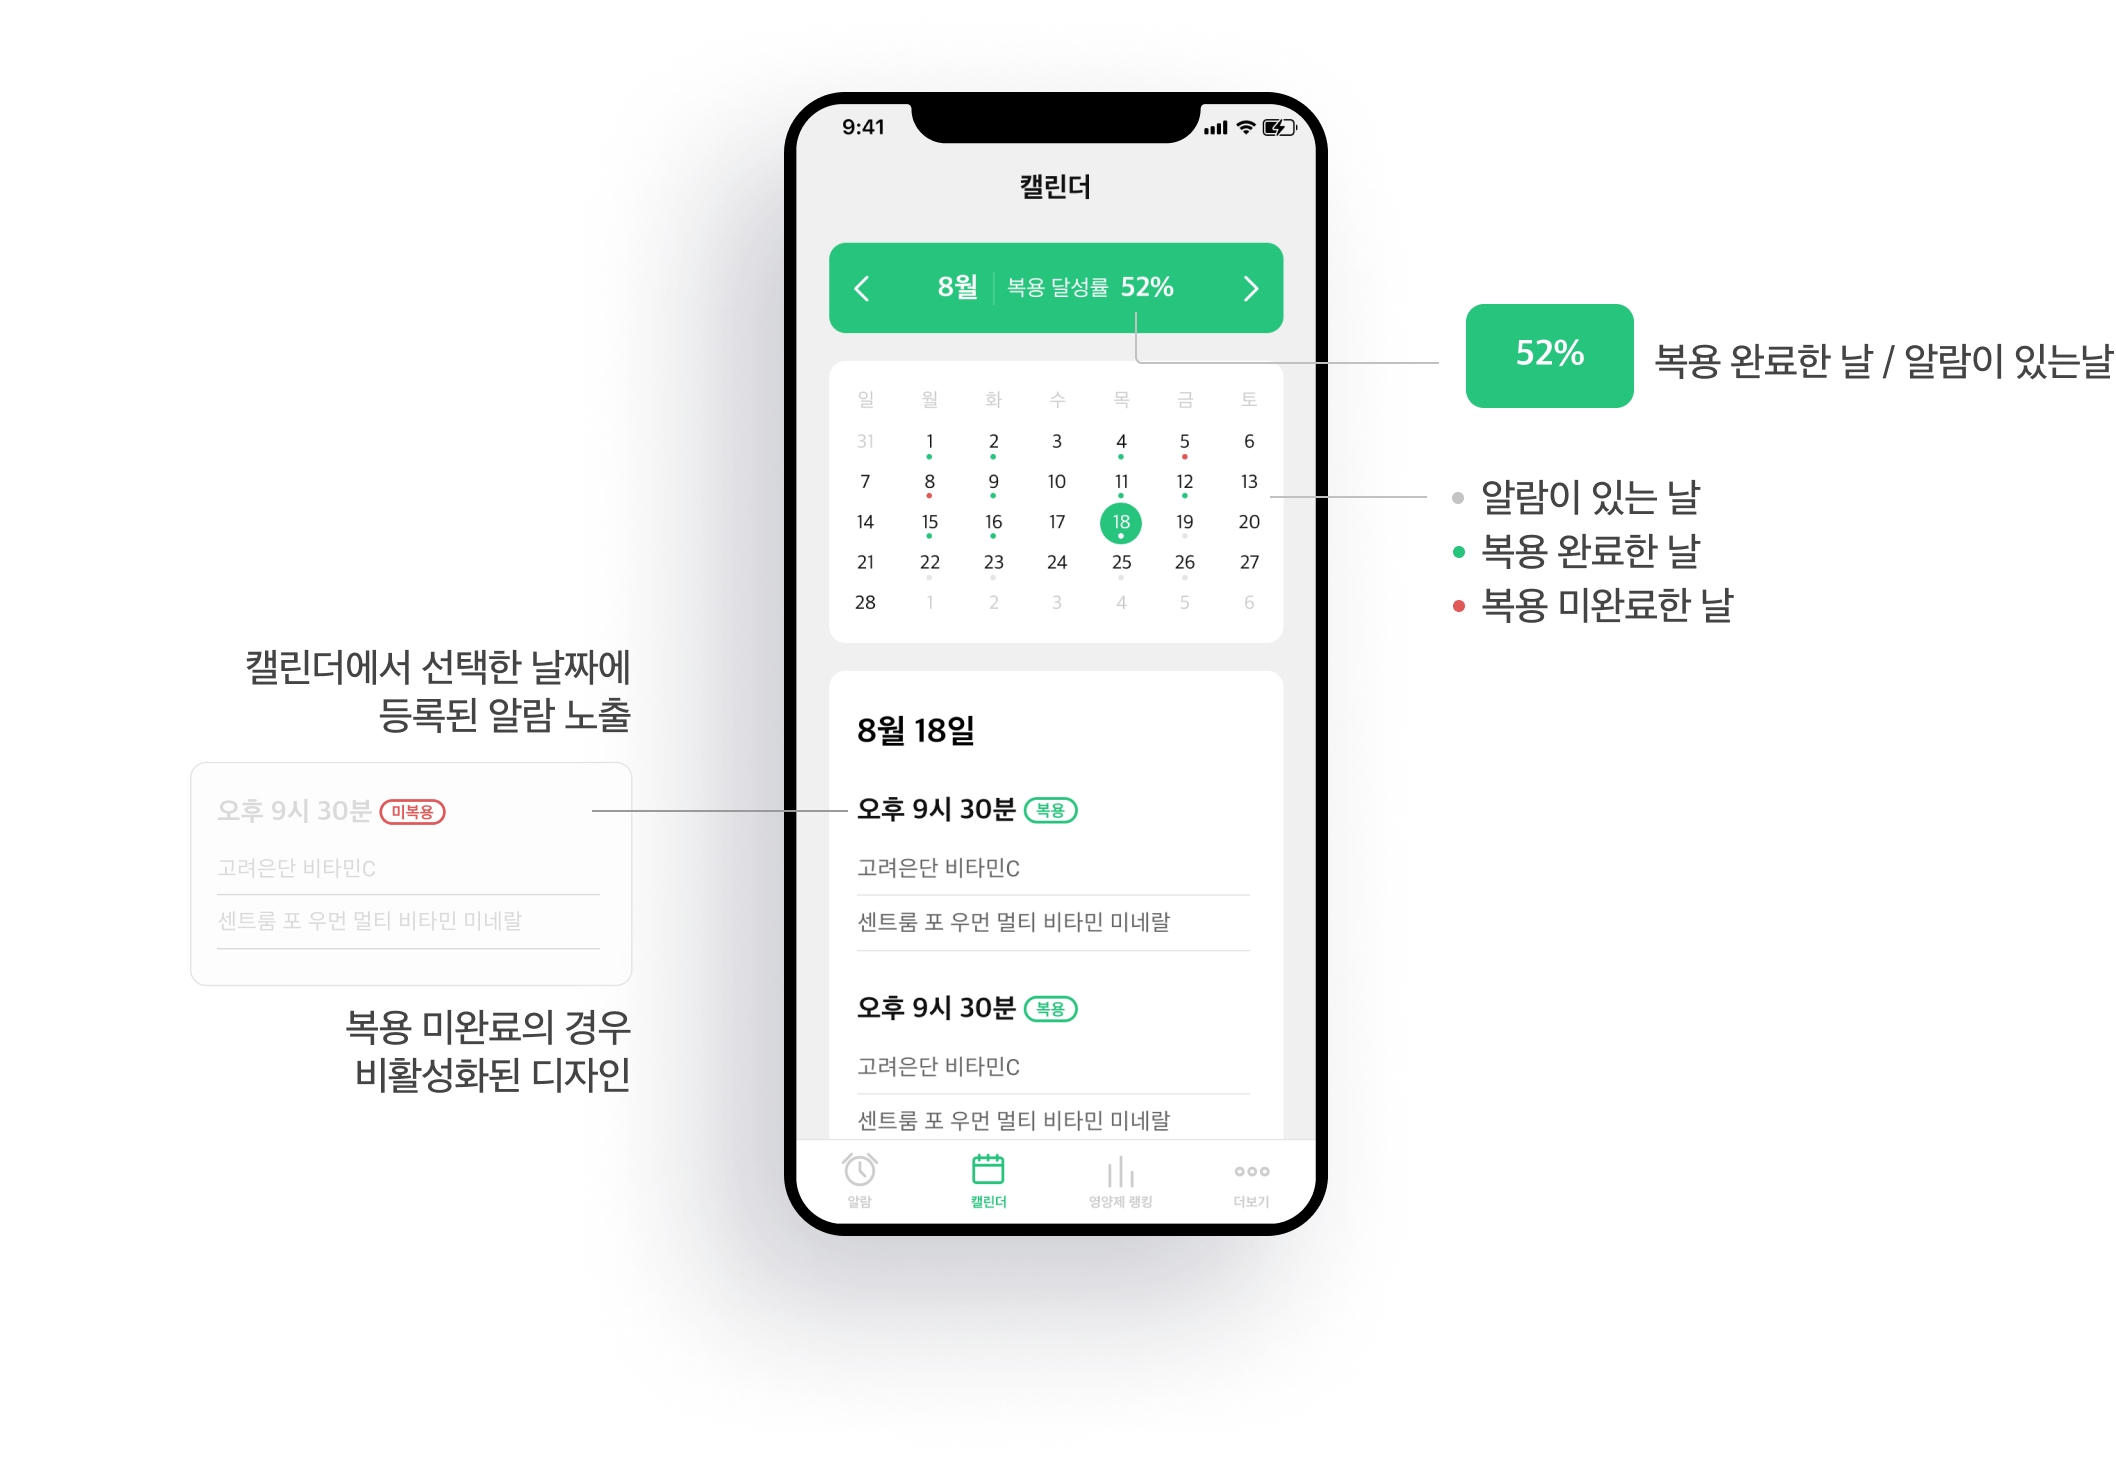 9:41
캘린더
8월 복용 달성률 52%
52% 복용 완료한 날 / 알람이 있는날
일 월 화 수 목 금 토
31 1 2 3 4 5 6
7 8 9 10 11 12 13
14 15 16 17 18 19 20
21 22 23 24 25 26 27
28 1 2 3 4 5 6
알람이 있는 날
복용 완료한 날
복용 미완료한 날
캘린더에서 선택한 날짜에
등록된 알람 노출
오후 9시 30분 미복용
고려은단 비타민C
센트룸 포 우먼 멀티 비타민 미네랄
복용 미완료의 경우
비활성화된 디자인
8월 18일
오후 9시 30분 복용
고려은단 비타민C
센트룸 포 우먼 멀티 비타민 미네랄
오후 9시 30분 복용
고려은단 비타민C
센트룸 포 우먼 멀티 비타민 미네랄
알람 캘린더 영양제 랭킹 더보기